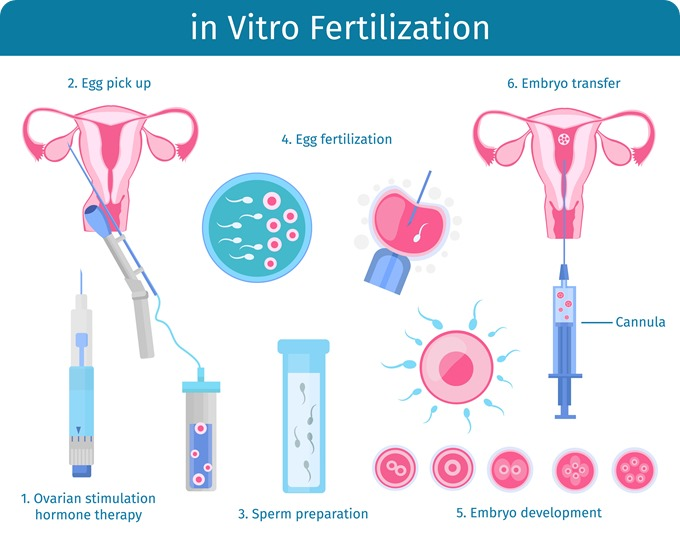 in Vitro Fertilization
2. Egg pick up
6. Embryo transfer
4. Egg fertilization
Cannula
1. Ovarian stimulation
hormone therapy
3. Sperm preparation
5. Embryo development